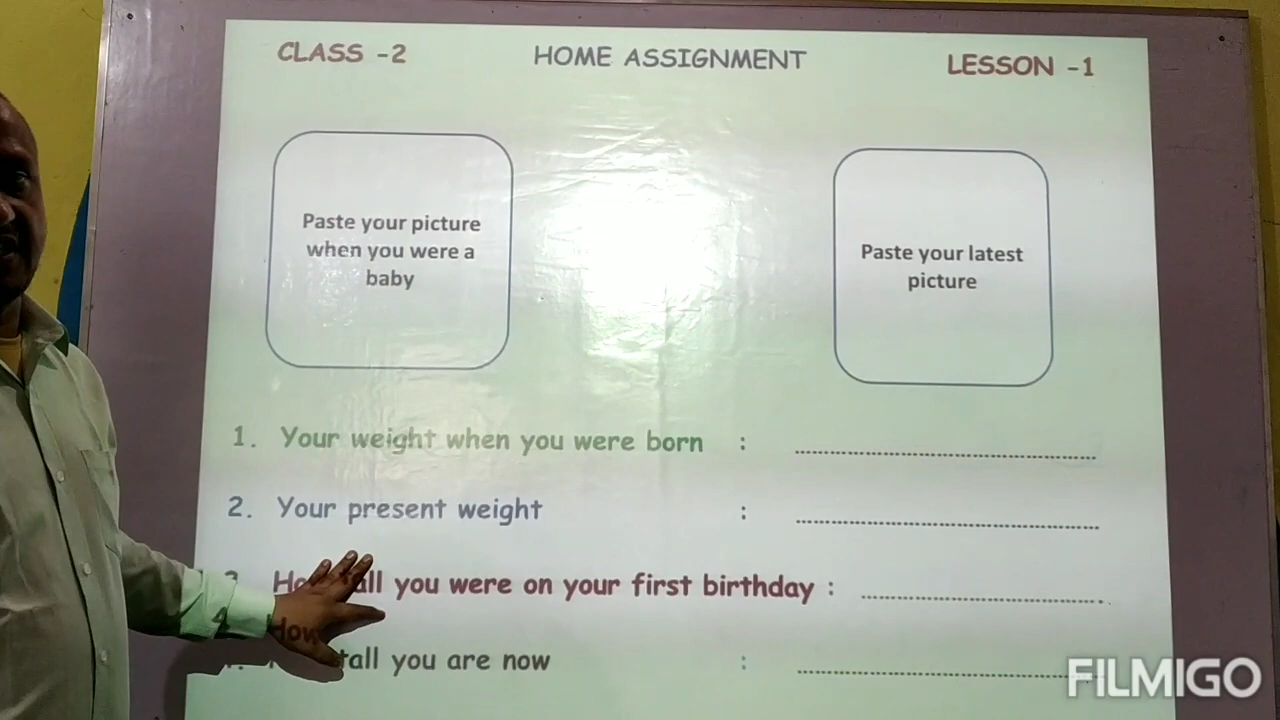 CLASS -2 HOME ASSIGNMENT LESSON -1
Paste your picture
when you were a
baby
Paste your latest
picture
1. Your weight when you were born : ....................
2. Your present weight : ....................
tall you were on your first birthday : ....................
tall you are now : ....................
FILMIGO